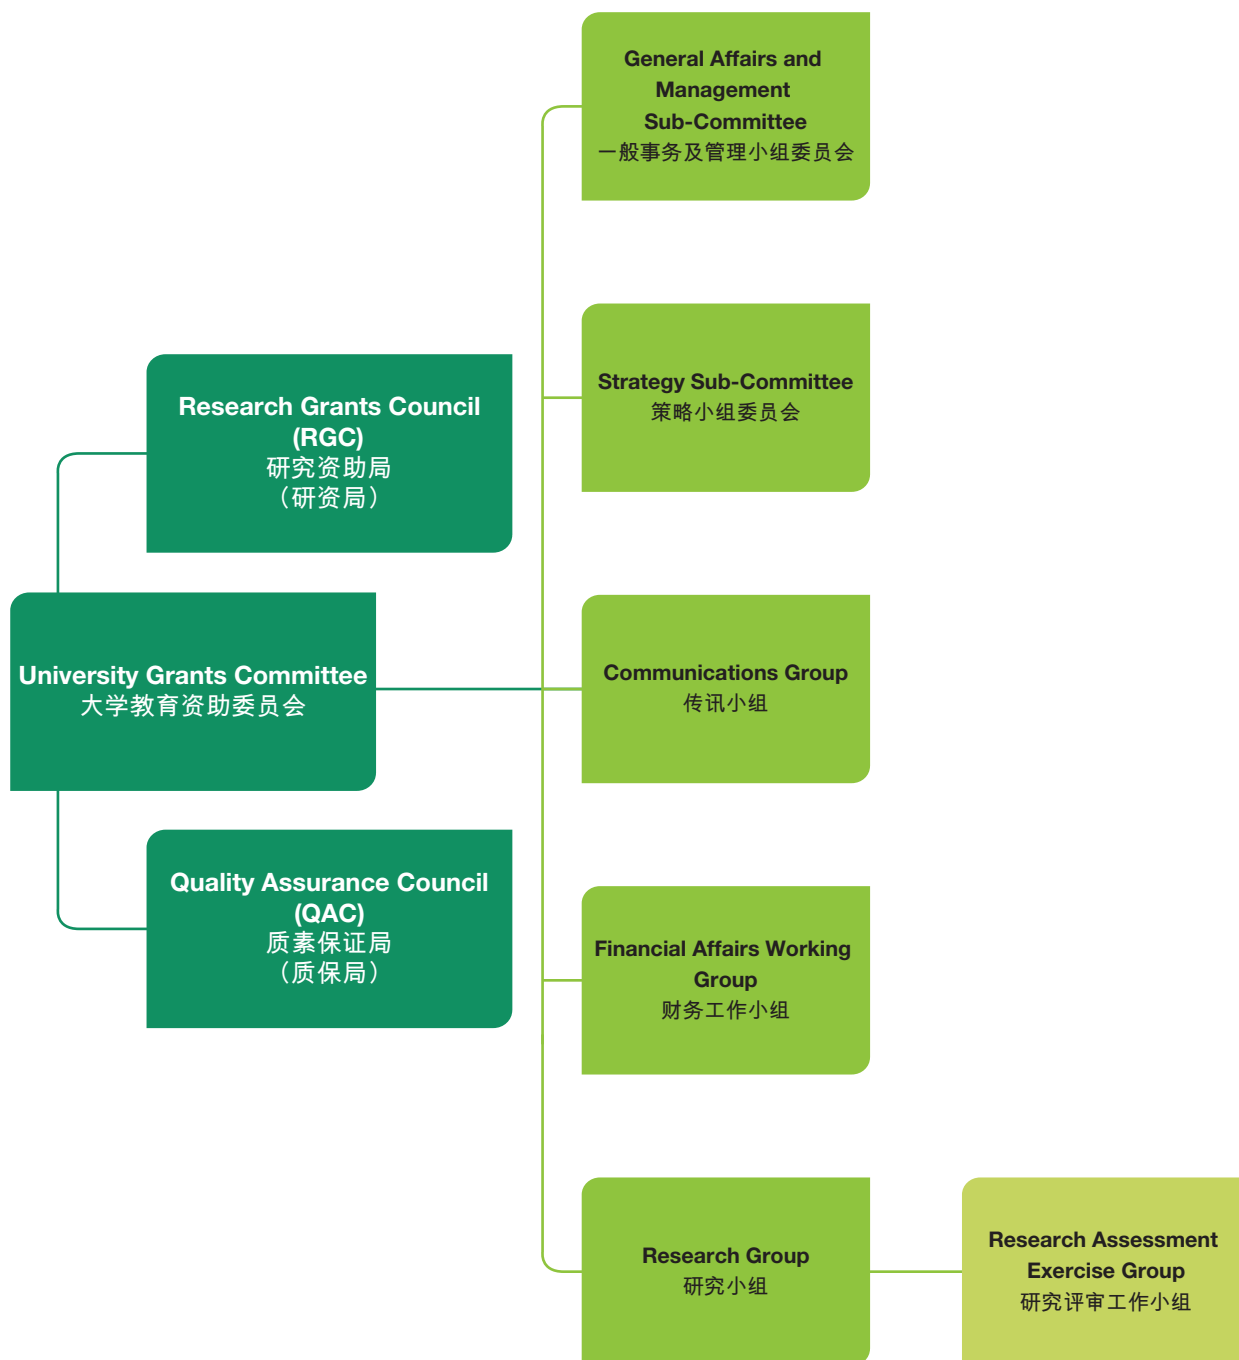 General Affairs and
Management
Sub-Committee
一般事务及管理小组委员会
Strategy Sub-Committee
策略小组委员会
Research Grants Council
(RGC)
研究资助局
（研资局）
University Grants Committee
大学教育资助委员会
Communications Group
传讯小组
Quality Assurance Council
(QAC)
质素保证局
（质保局）
Financial Affairs Working
Group
财务工作小组
Research Group
研究小组
Research Assessment
Exercise Group
研究评审工作小组